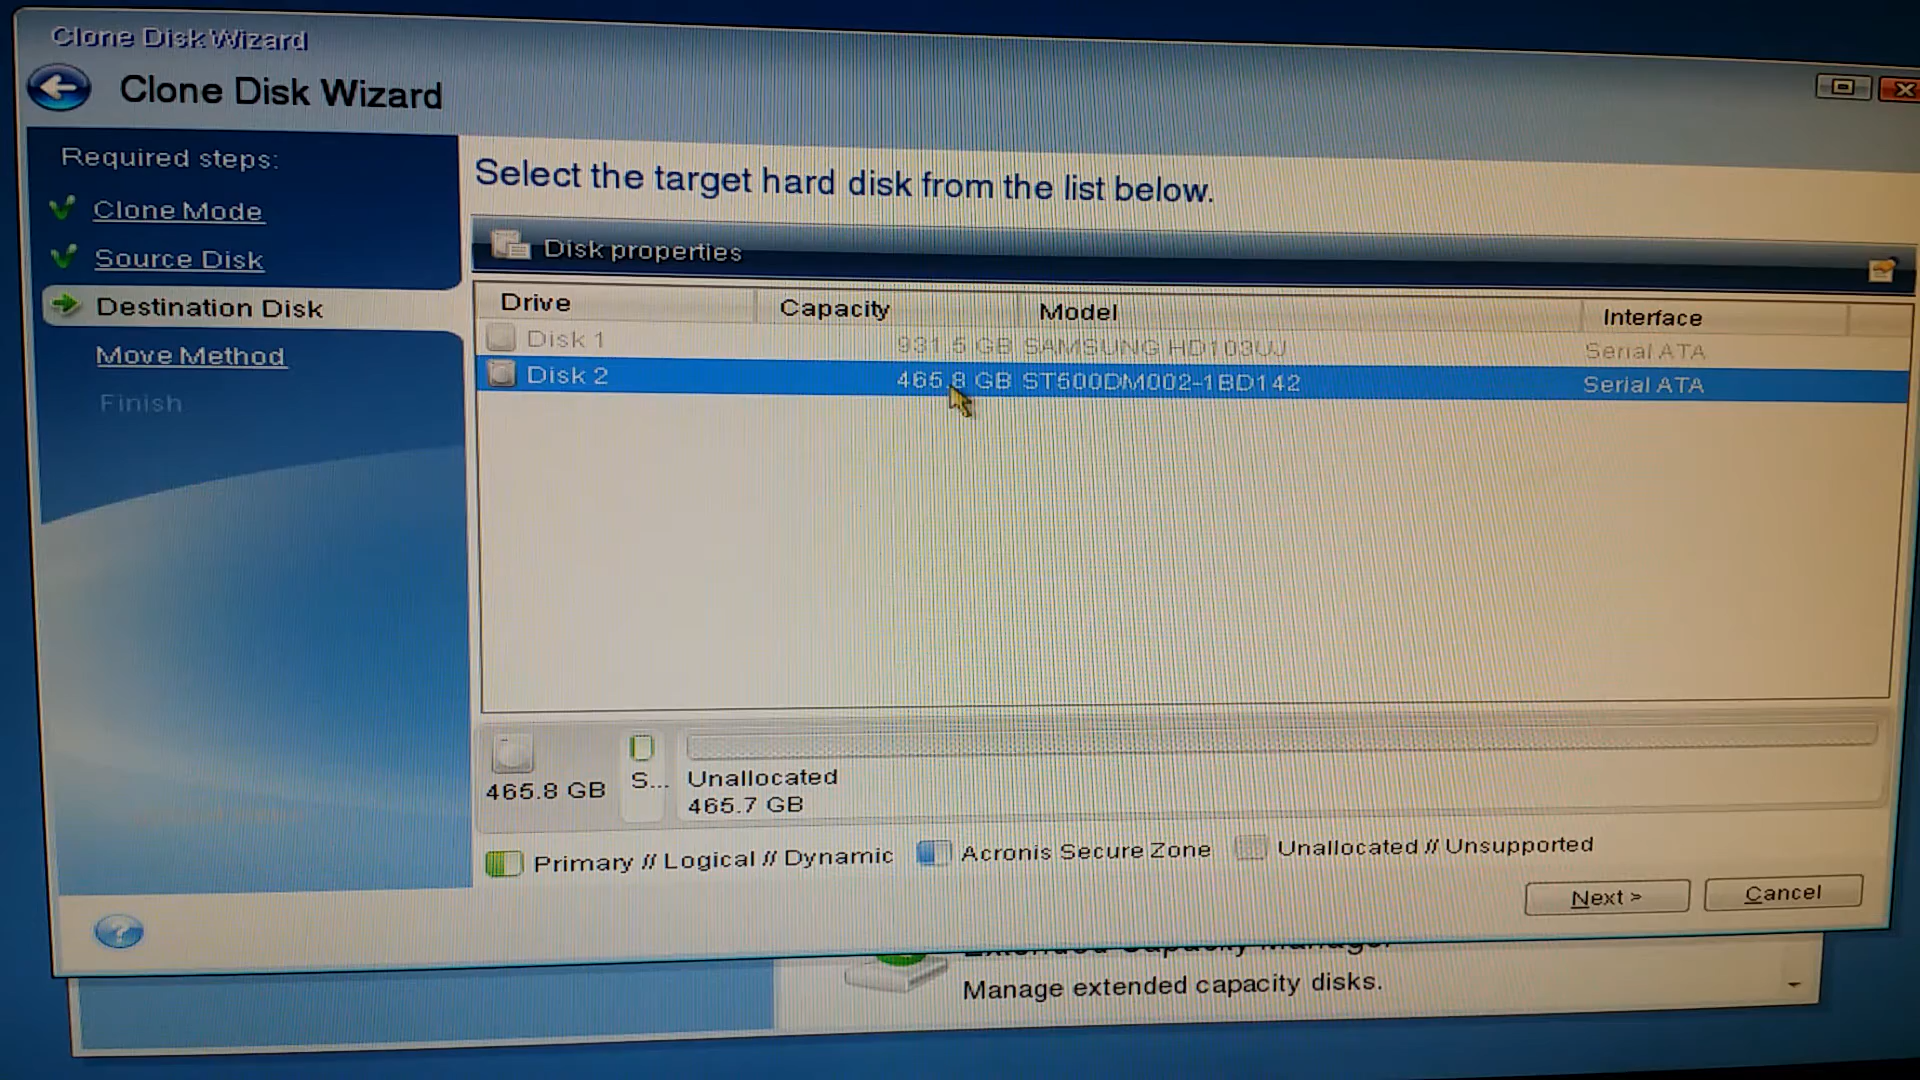 Clone Disk Wizard
Clone Disk Wizard
Required steps:
Clone Mode
Source Disk
Destination Disk
Move Method
Finish
Select the target hard disk from the list below.
Disk properties
Drive Capacity Model Interface
Disk 1 931.5 GB SAMSUNG HD103UJ Serial ATA
Disk 2 465.8 GB ST500DM002-1BD142 Serial ATA
465.8 GB
S...
Unallocated
465.7 GB
Primary // Logical // Dynamic Acronis Secure Zone Unallocated // Unsupported
Next > Cancel
Extended Capacity Manager
Manage extended capacity disks.